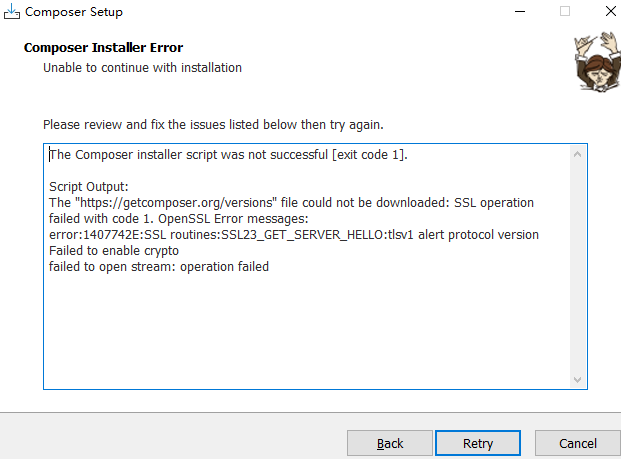 Composer Setup
Composer Installer Error
Unable to continue with installation
Please review and fix the issues listed below then try again.
The Composer installer script was not successful [exit code 1].
Script Output:
The "https://getcomposer.org/versions" file could not be downloaded: SSL operation
failed with code 1. OpenSSL Error messages:
error:1407742E:SSL routines:SSL23_GET_SERVER_HELLO:tlsv1 alert protocol version
Failed to enable crypto
failed to open stream: operation failed
Back Retry Cancel